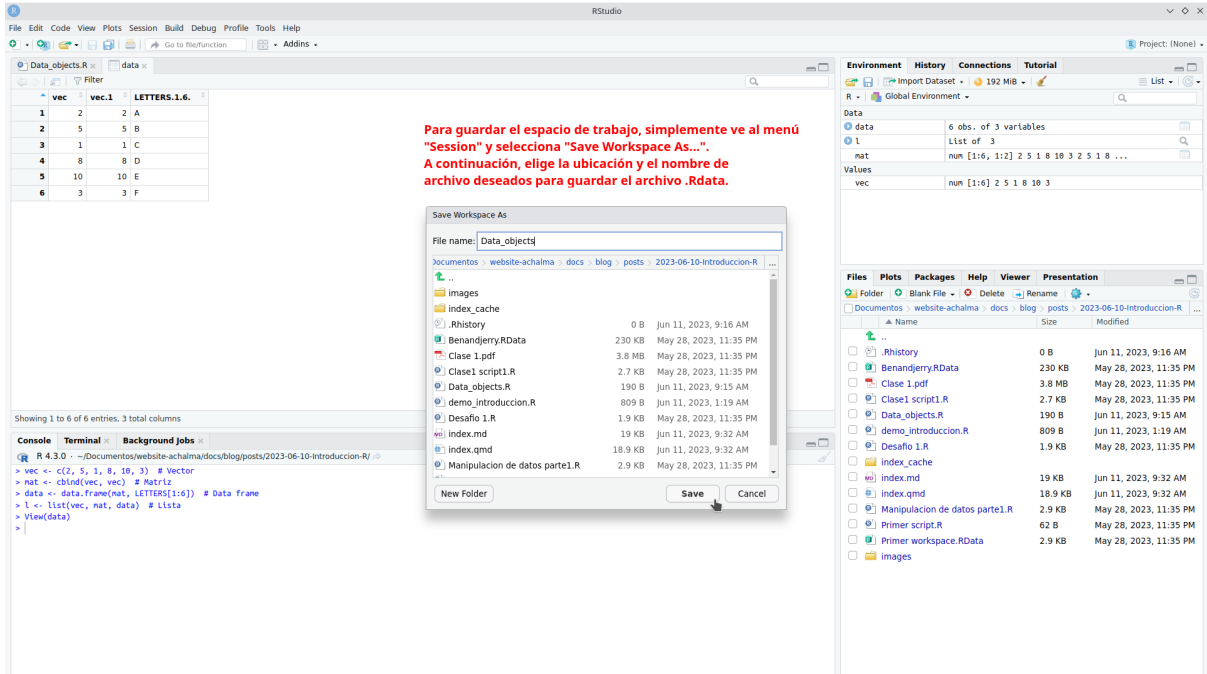 RStudio
File Edit Code View Plots Session Build Debug Profile Tools Help
Go to file/function Addins Project: (None)
Data_objects.R data
Filter
vec vec.1 LETTERS.1.6.
1 2 2 A
2 5 5 B
3 1 1 C
4 8 8 D
5 10 10 E
6 3 3 F
Showing 1 to 6 of 6 entries, 3 total columns
Para guardar el espacio de trabajo, simplemente ve al menú
"Session" y selecciona "Save Workspace As...".
A continuación, elige la ubicación y el nombre de
archivo deseados para guardar el archivo .Rdata.
Save Workspace As
File name: Data_objects
Documentos > website-achalma > docs > blog > posts > 2023-06-10-Introduccion-R ...
..
images
index_cache
.Rhistory 0 B Jun 11, 2023, 9:16 AM
Benandjerry.RData 230 KB May 28, 2023, 11:35 PM
Clase 1.pdf 3.8 MB May 28, 2023, 11:35 PM
Clase1 script1.R 2.7 KB May 28, 2023, 11:35 PM
Data_objects.R 190 B Jun 11, 2023, 9:15 AM
demo_introduccion.R 809 B Jun 11, 2023, 1:19 AM
Desafio 1.R 1.9 KB May 28, 2023, 11:35 PM
index.md 19 KB Jun 11, 2023, 9:32 AM
index.qmd 18.9 KB Jun 11, 2023, 9:32 AM
Manipulacion de datos parte1.R 2.9 KB May 28, 2023, 11:35 PM
New Folder Save Cancel
Console Terminal Background Jobs
R 4.3.0 · ~/Documentos/website-achalma/docs/blog/posts/2023-06-10-Introduccion-R/
> vec <- c(2, 5, 1, 8, 10, 3) # Vector
> mat <- cbind(vec, vec) # Matriz
> data <- data.frame(mat, LETTERS[1:6]) # Data frame
> l <- list(vec, mat, data) # Lista
> View(data)
>
Environment History Connections Tutorial
Import Dataset 192 MiB List
R Global Environment
Data
data 6 obs. of 3 variables
l List of 3
mat num [1:6, 1:2] 2 5 1 8 10 3 2 5 1 8 ...
Values
vec num [1:6] 2 5 1 8 10 3
Files Plots Packages Help Viewer Presentation
Folder Blank File Delete Rename
Documentos > website-achalma > docs > blog > posts > 2023-06-10-Introduccion-R ...
Name Size Modified
..
.Rhistory 0 B Jun 11, 2023, 9:16 AM
Benandjerry.RData 230 KB May 28, 2023, 11:35 PM
Clase 1.pdf 3.8 MB May 28, 2023, 11:35 PM
Clase1 script1.R 2.7 KB May 28, 2023, 11:35 PM
Data_objects.R 190 B Jun 11, 2023, 9:15 AM
demo_introduccion.R 809 B Jun 11, 2023, 1:19 AM
Desafio 1.R 1.9 KB May 28, 2023, 11:35 PM
index_cache
index.md 19 KB Jun 11, 2023, 9:32 AM
index.qmd 18.9 KB Jun 11, 2023, 9:32 AM
Manipulacion de datos parte1.R 2.9 KB May 28, 2023, 11:35 PM
Primer script.R 62 B May 28, 2023, 11:35 PM
Primer workspace.RData 2.9 KB May 28, 2023, 11:35 PM
images